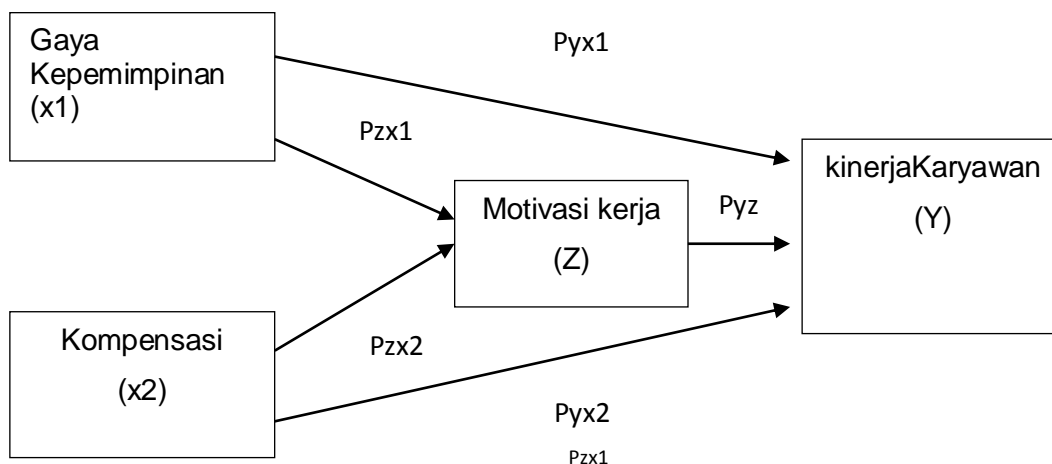 Gaya
Kepemimpinan
(x1)
Pyx1
Pzx1
kinerjaKaryawan
(Y)
Motivasi kerja
(Z)
Pyz
Kompensasi
(x2)
Pzx2
Pyx2
Pzx1